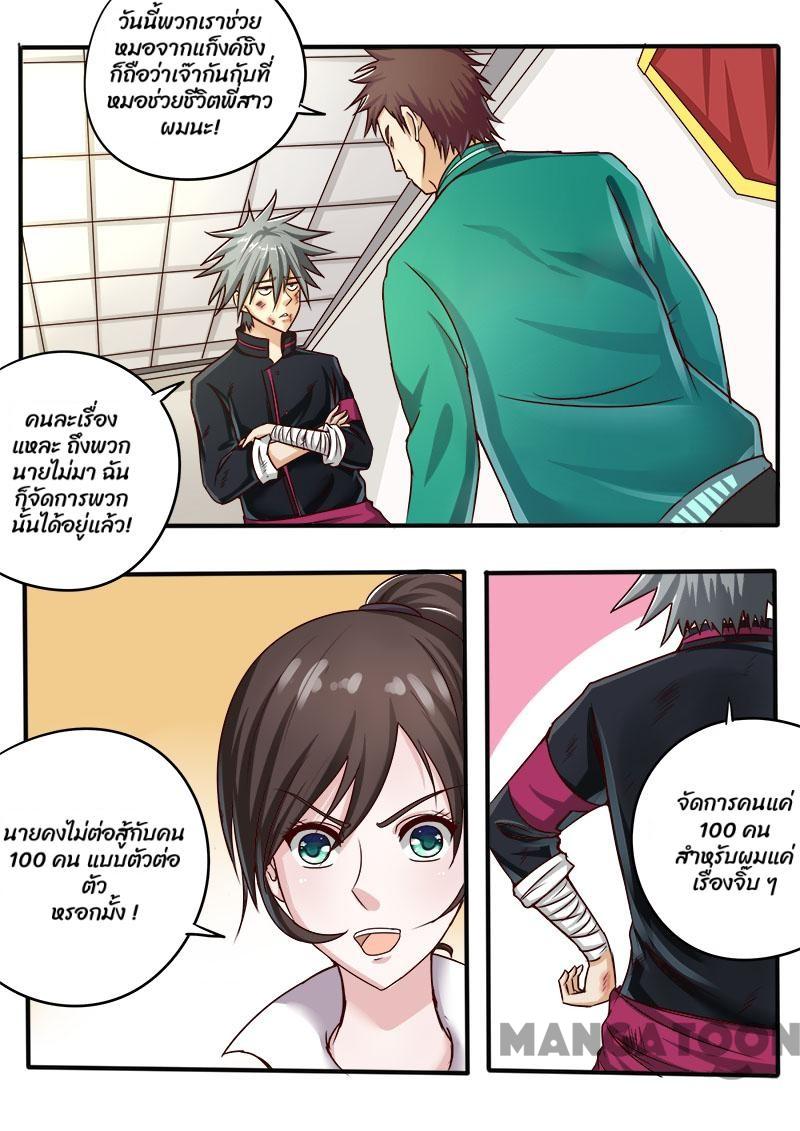 วันนี้พวกเราช่วย
หมอจากแก็งค์ชิง
ก็ถือว่าเจ๊ากันกับที่
หมอช่วยชีวิตพี่สาว
ผมนะ!
คนละเรื่อง
แหละ ถึงพวก
นายไม่มา ฉัน
ก็จัดการพวก
นั้นได้อยู่แล้ว!
นายคงไม่ต่อสู้กับคน
100 คน แบบตัวต่อ
ตัว
หรอกมั้ง !
จัดการคนแค่
100 คน
สำหรับผมแค่
เรื่องจิ๊บ ๆ
MANGATOON